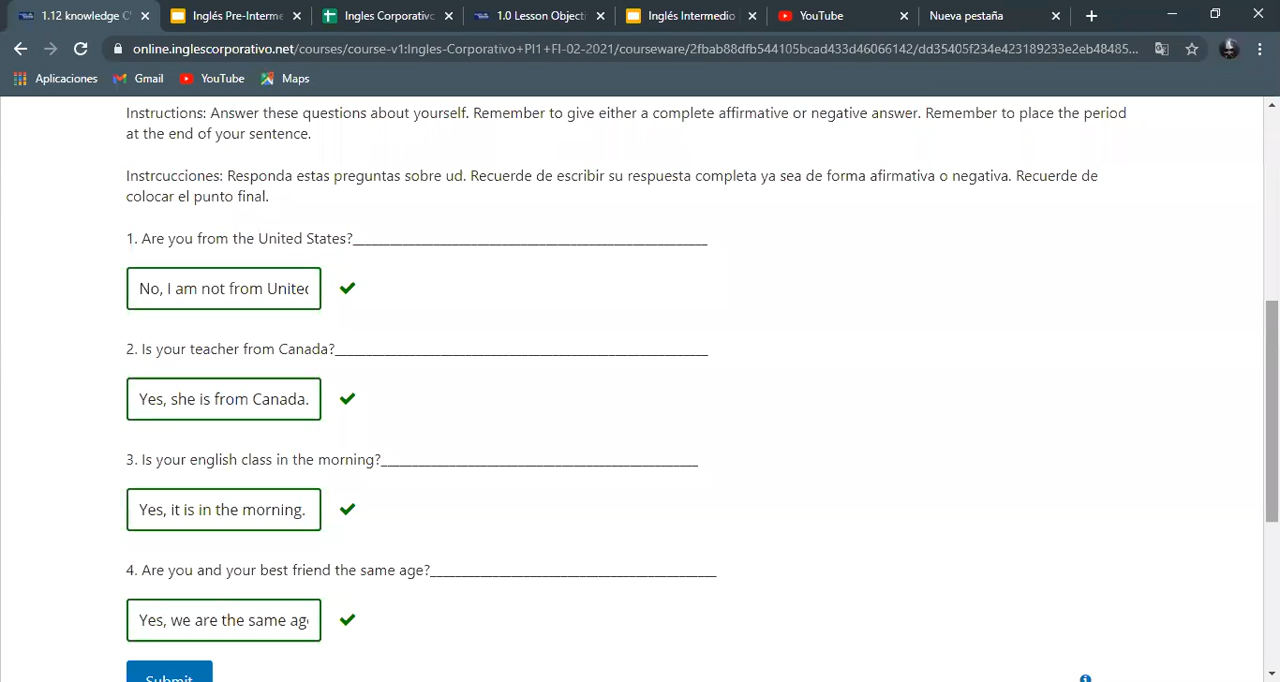 1.12 knowledge C
Inglés Pre-Interme
Ingles Corporativo
1.0 Lesson Objecti
Inglés Intermedio
YouTube
Nueva pestaña
online.inglescorporativo.net/courses/course-v1:Ingles-Corporativo+PI1+FI-02-2021/courseware/2fbab88dfb544105bcad433d46066142/dd35405f234e423189233e2eb48485...
Aplicaciones
Gmail
YouTube
Maps
Instructions: Answer these questions about yourself. Remember to give either a complete affirmative or negative answer. Remember to place the period
at the end of your sentence.
Instrcucciones: Responda estas preguntas sobre ud. Recuerde de escribir su respuesta completa ya sea de forma afirmativa o negativa. Recuerde de
colocar el punto final.
1. Are you from the United States?
No, I am not from United
2. Is your teacher from Canada?
Yes, she is from Canada.
3. Is your english class in the morning?
Yes, it is in the morning.
4. Are you and your best friend the same age?
Yes, we are the same age
Submit